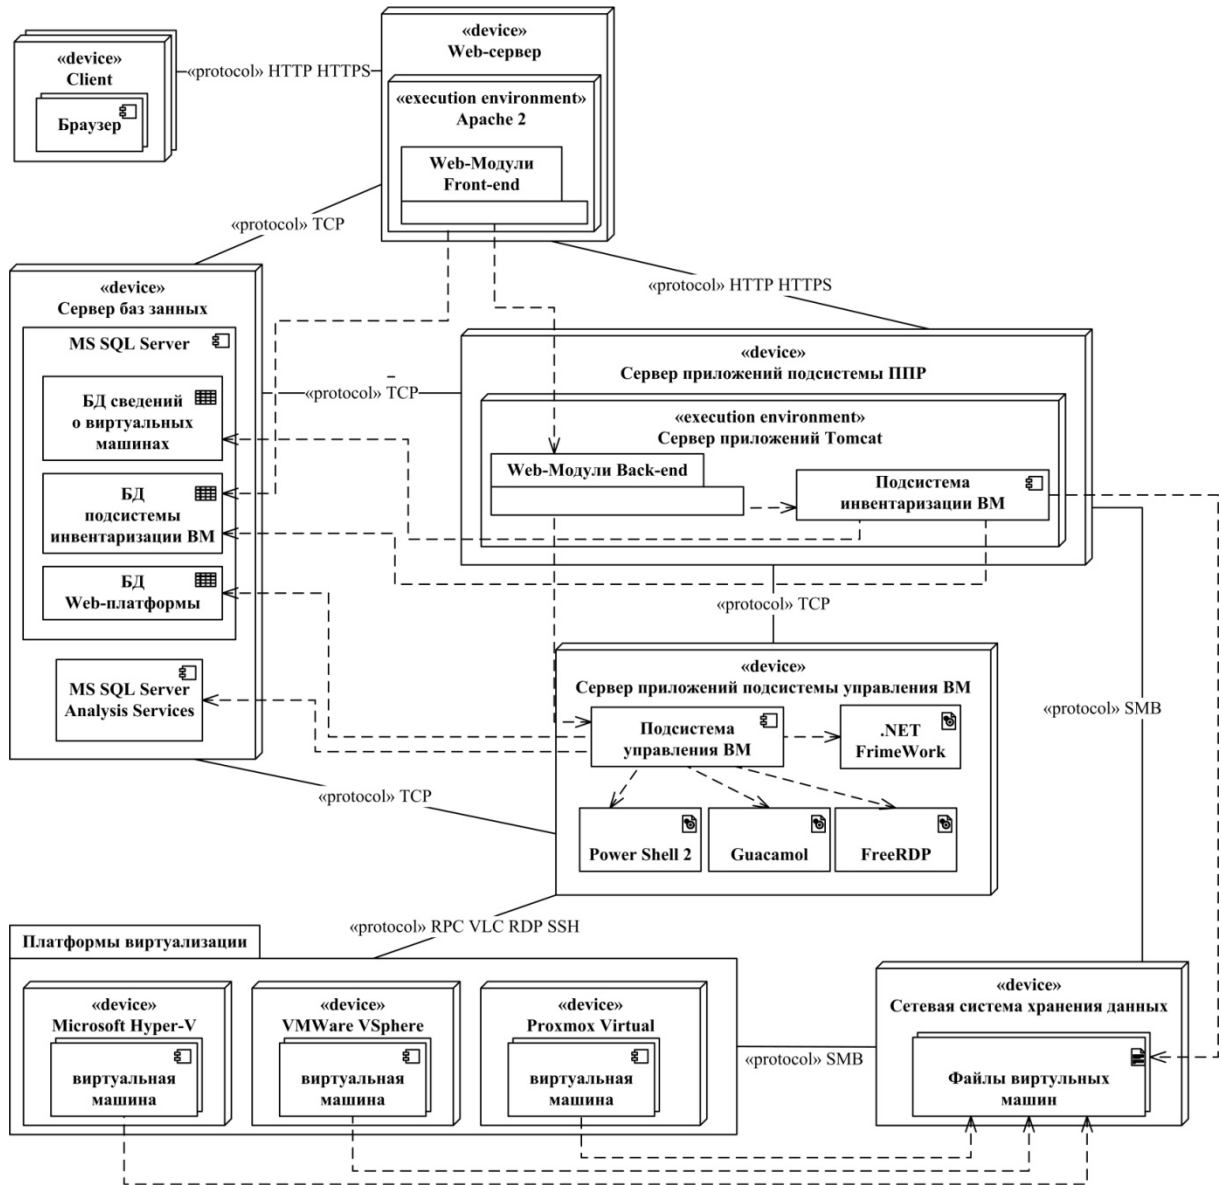 «device»
Client
Браузер
«protocol» HTTP HTTPS
«device»
Web-сервер
«execution environment»
Apache 2
Web-Модули
Front-end
«protocol» TCP
«protocol» HTTP HTTPS
«device»
Сервер баз занных
MS SQL Server
БД сведений
о виртуальных
машинах
БД
подсистемы
инвентаризации ВМ
БД
Web-платформы
MS SQL Server
Analysis Services
«protocol» TCP
«device»
Сервер приложений подсистемы ППР
«execution environment»
Сервер приложений Tomcat
Web-Модули Back-end
Подсистема
инвентаризации ВМ
«protocol» TCP
«device»
Сервер приложений подсистемы управления ВМ
Подсистема
управления ВМ
.NET
FrimeWork
Power Shell 2
Guacamol
FreeRDP
«protocol» SMB
«protocol» TCP
«protocol» RPC VLC RDP SSH
Платформы виртуализации
«device»
Microsoft Hyper-V
виртуальная
машина
«device»
VMWare VSphere
виртуальная
машина
«device»
Proxmox Virtual
виртуальная
машина
«protocol» SMB
«device»
Сетевая система хранения данных
Файлы виртульных
машин